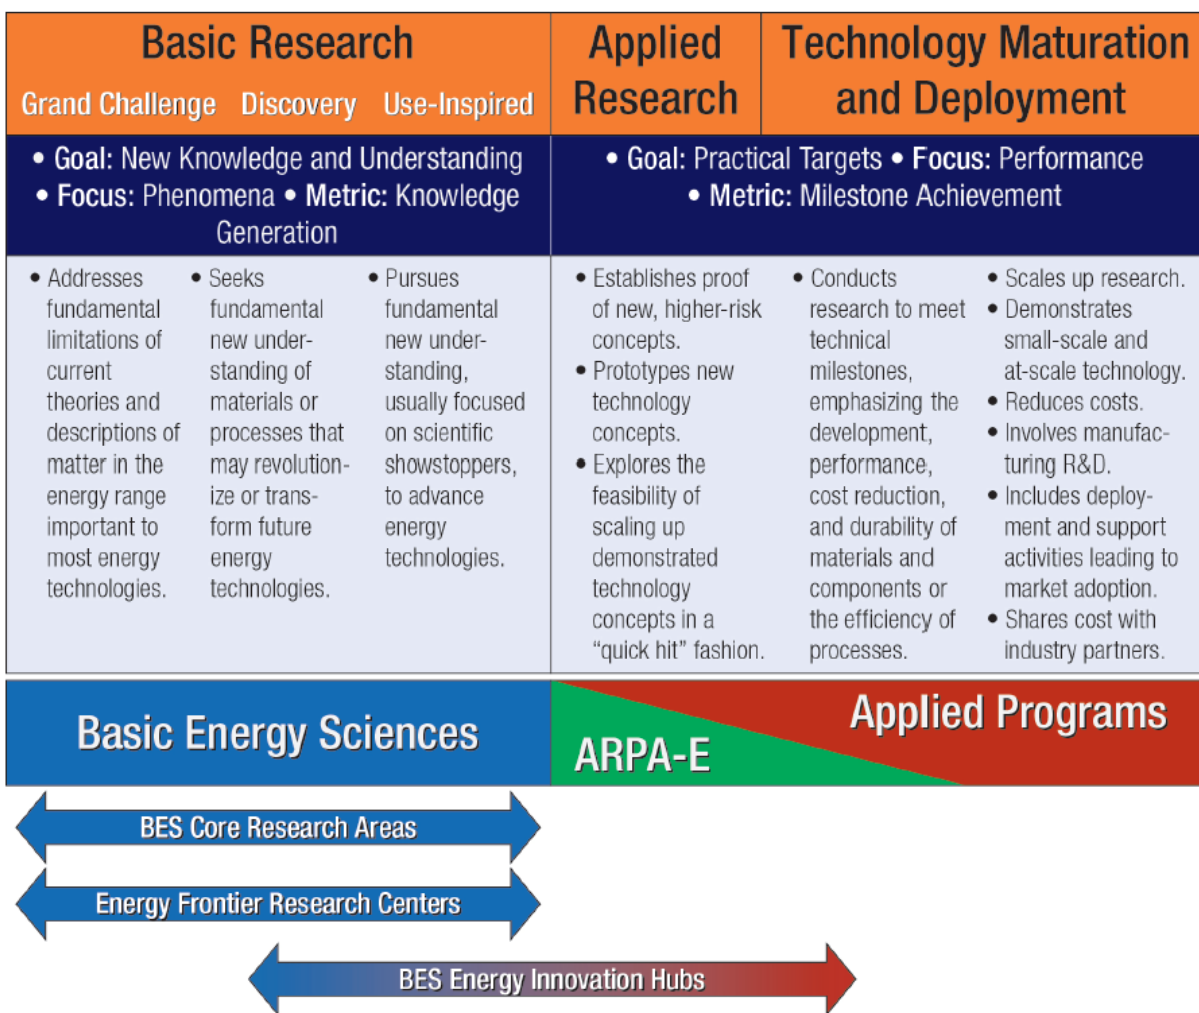 Basic Research
Grand Challenge Discovery Use-Inspired
Applied
Research
Technology Maturation
and Deployment
• Goal: New Knowledge and Understanding
• Focus: Phenomena • Metric: Knowledge
Generation
• Goal: Practical Targets • Focus: Performance
• Metric: Milestone Achievement
• Addresses
fundamental
limitations of
current
theories and
descriptions of
matter in the
energy range
important to
most energy
technologies.
• Seeks
fundamental
new under-
standing of
materials or
processes that
may revolution-
ize or trans-
form future
energy
technologies.
• Pursues
fundamental
new under-
standing,
usually focused
on scientific
showstoppers,
to advance
energy
technologies.
• Establishes proof
of new, higher-risk
concepts.
• Prototypes new
technology
concepts.
• Explores the
feasibility of
scaling up
demonstrated
technology
concepts in a
“quick hit” fashion.
• Conducts
research to meet
technical
milestones,
emphasizing the
development,
performance,
cost reduction,
and durability of
materials and
components or
the efficiency of
processes.
• Scales up research.
• Demonstrates
small-scale and
at-scale technology.
• Reduces costs.
• Involves manufac-
turing R&D.
• Includes deploy-
ment and support
activities leading to
market adoption.
• Shares cost with
industry partners.
Basic Energy Sciences
ARPA-E
Applied Programs
BES Core Research Areas
Energy Frontier Research Centers
BES Energy Innovation Hubs